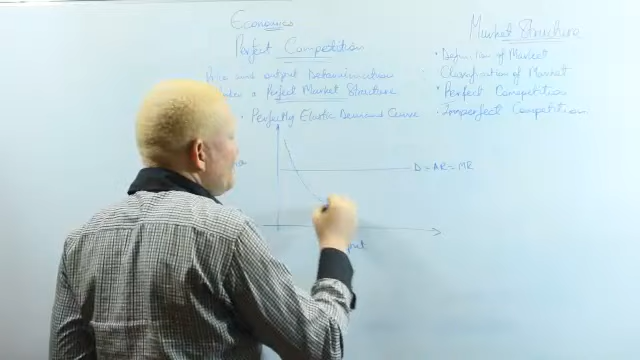 Economics
Perfect Competition
Price and output Determination
under a Perfect Market Structure
• Perfectly Elastic Demand Curve
D = AR = MR
Market Structure
• Definition of Market
Classification of Market
• Perfect Competition
• Imperfect Competition